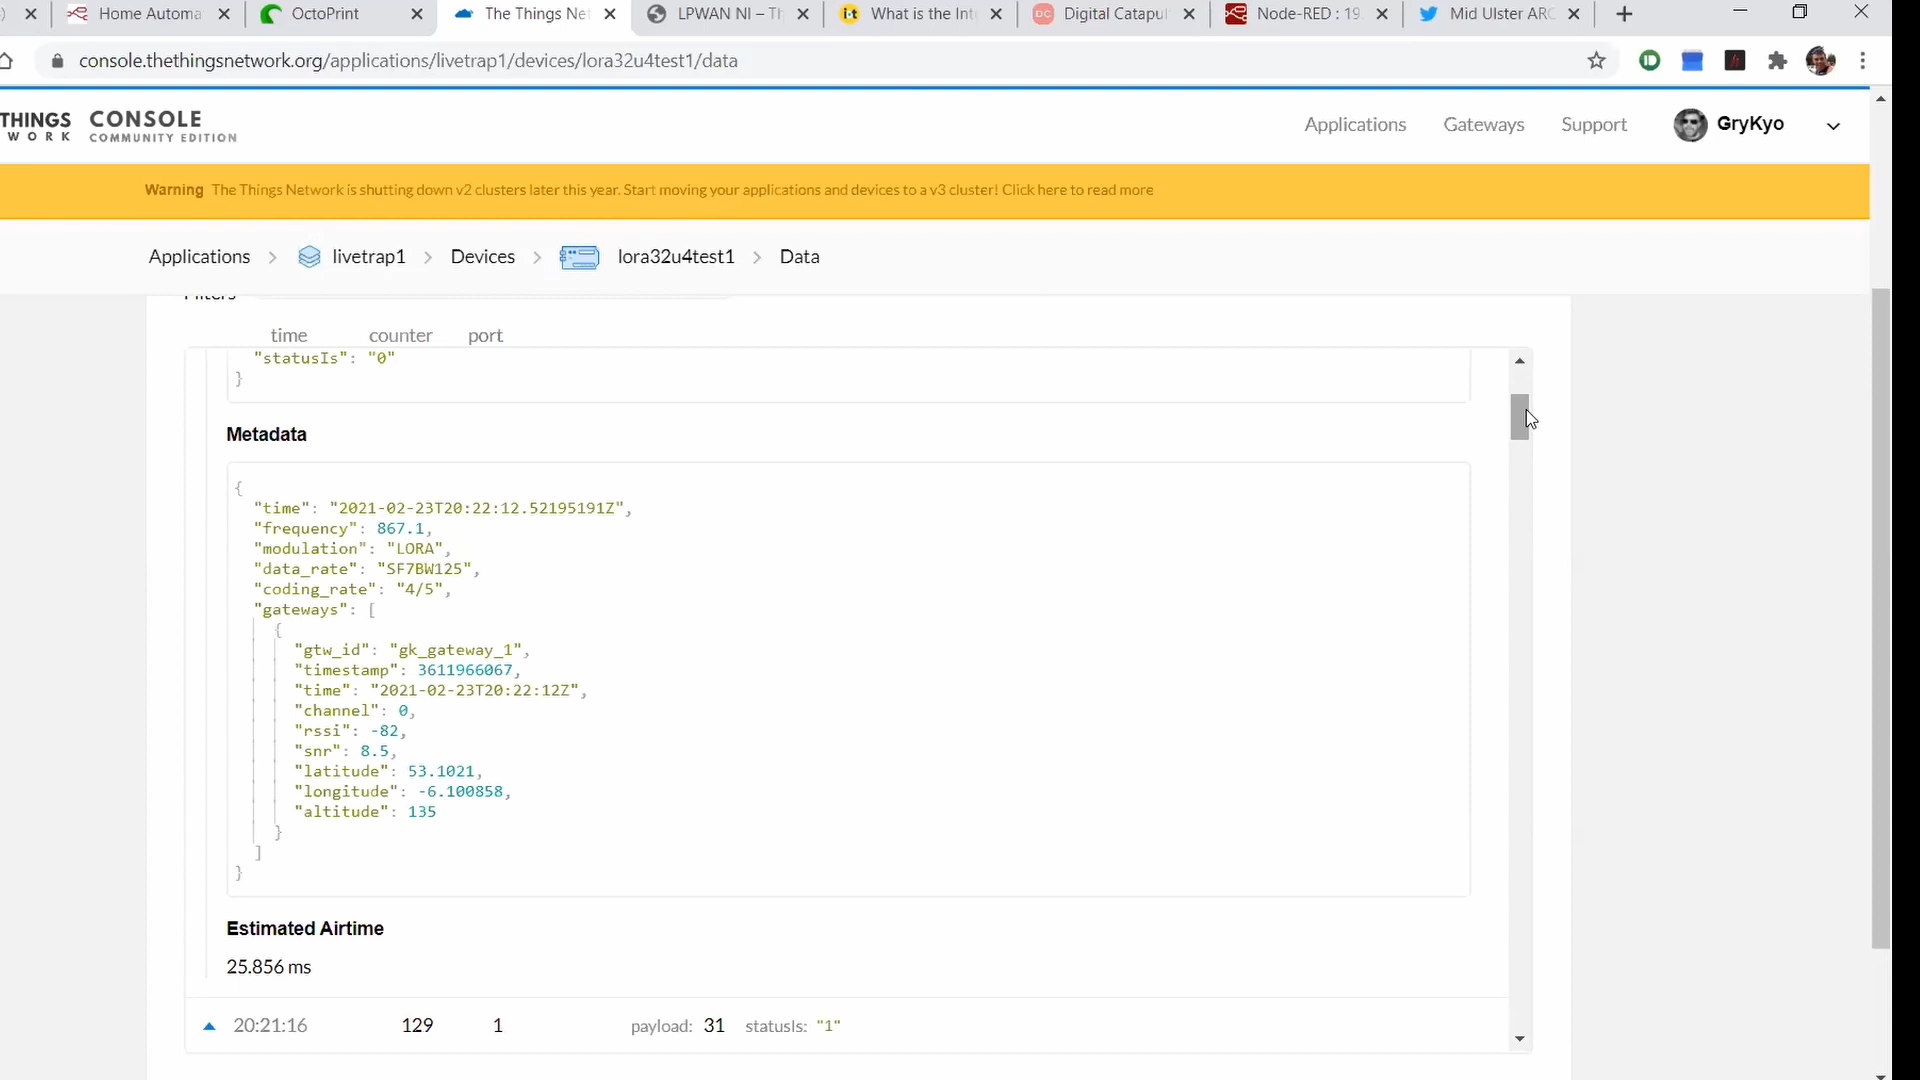 Home Automa
OctoPrint
The Things Net
LPWAN NI – Th
What is the Int
Digital Catapul
Node-RED : 19
Mid Ulster ARC
console.thethingsnetwork.org/applications/livetrap1/devices/lora32u4test1/data
THINGS
WORK
CONSOLE
COMMUNITY EDITION
Applications
Gateways
Support
GryKyo
Warning The Things Network is shutting down v2 clusters later this year. Start moving your applications and devices to a v3 cluster! Click here to read more
Applications > livetrap1 > Devices > lora32u4test1 > Data
time counter port
"statusIs": "0"
}
Metadata
{
"time": "2021-02-23T20:22:12.52195191Z",
"frequency": 867.1,
"modulation": "LORA",
"data_rate": "SF7BW125",
"coding_rate": "4/5",
"gateways": [
{
"gtw_id": "gk_gateway_1",
"timestamp": 3611966067,
"time": "2021-02-23T20:22:12Z",
"channel": 0,
"rssi": -82,
"snr": 8.5,
"latitude": 53.1021,
"longitude": -6.100858,
"altitude": 135
}
]
}
Estimated Airtime
25.856 ms
20:21:16 129 1 payload: 31 statusIs: "1"